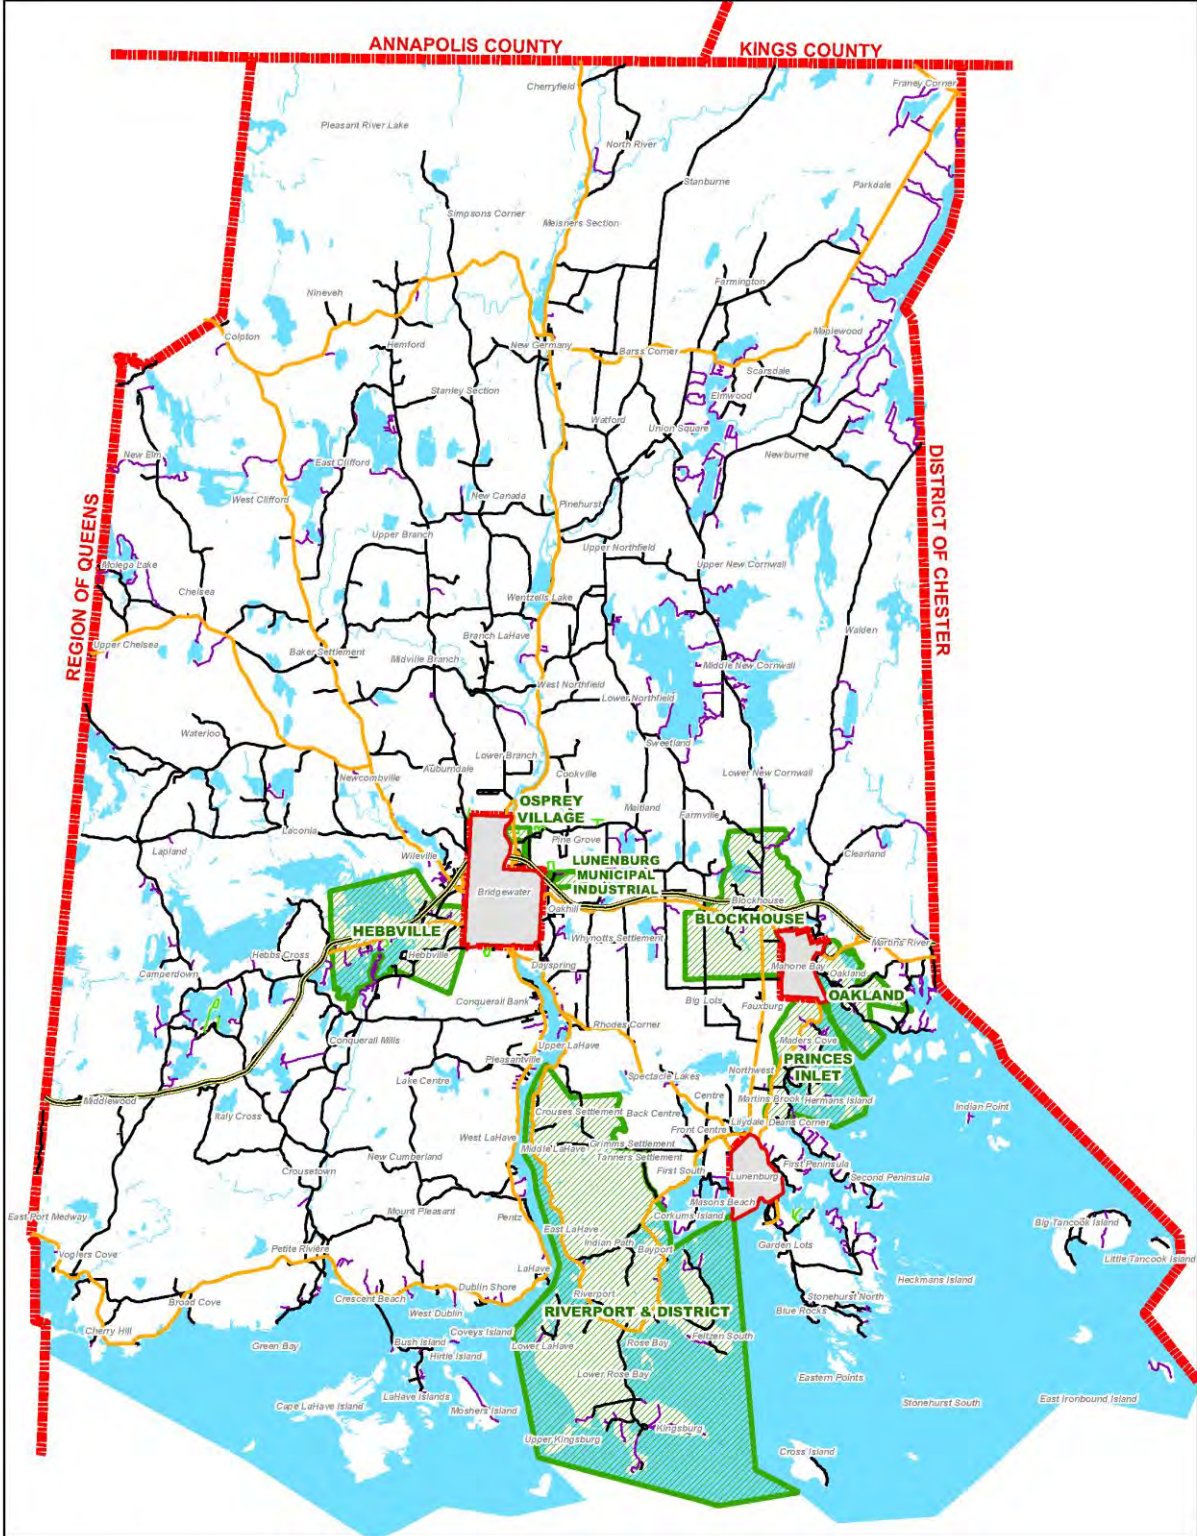 ANNAPOLIS COUNTY
KINGS COUNTY
Franey Corner
Cherryfield
Pleasant River Lake
North River
Stanburne
Parkdale
Simpsons Corner
Meisners Section
Farmington
Nineveh
Maplewood
Colpton
Hemford
New Germany
Barss Corner
Scarsdale
Stanley Section
Elmwood
Watford
Union Square
New Elm
East Clifford
Newburne
West Clifford
New Canada
Pinehurst
REGION OF QUEENS
DISTRICT OF CHESTER
Upper Branch
Upper Northfield
Molega Lake
Upper New Cornwall
Chelsea
Wentzells Lake
Walden
Upper Chelsea
Branch LaHave
Baker Settlement
Midville Branch
Middle New Cornwall
West Northfield
Lower Northfield
Waterloo
Sweetland
Lower Branch
Auburndale
Cookville
Lower New Cornwall
Newcombville
OSPREY
VILLAGE
Maitland
Farmville
Laconia
Pine Grove
Lapland
Wileville
Clearland
LUNENBURG
MUNICIPAL
INDUSTRIAL
Bridgewater
Blockhouse
Oakhill
BLOCKHOUSE
HEBBVILLE
Whynotts Settlement
Martins River
Hebbs Cross
Hebbville
Dayspring
Mahone Bay
Oakland
Camperdown
OAKLAND
Conquerall Bank
Big Lots
Fauxburg
Rhodes Corner
Conquerall Mills
Upper LaHave
Maders Cove
Pleasantville
PRINCES
INLET
Lake Centre
Spectacle Lakes
Northwest
Middlewood
Centre
Martins Brook
Hermans Island
Indian Point
Italy Cross
Crouses Settlement
Back Centre
Lilydale
Deans Corner
Front Centre
West LaHave
Middle LaHave
Grimms Settlement
Tanners Settlement
New Cumberland
First South
Lunenburg
First Peninsula
Second Peninsula
Crousetown
Masons Beach
Mount Pleasant
Pentz
Corkums Island
East Port Medway
East LaHave
Big Tancook Island
Indian Path
Bayport
Garden Lots
Voglers Cove
Petite Rivière
Little Tancook Island
LaHave
Heckmans Island
Dublin Shore
Riverport
Crescent Beach
Stonehurst North
Broad Cove
West Dublin
RIVERPORT & DISTRICT
Blue Rocks
Cherry Hill
Coveys Island
Feltzen South
Green Bay
Bush Island
Lower LaHave
Rose Bay
Hirtle Island
Lower Rose Bay
Eastern Points
LaHave Islands
Cape LaHave Island
Moshers Island
Stonehurst South
East Ironbound Island
Kingsburg
Upper Kingsburg
Cross Island